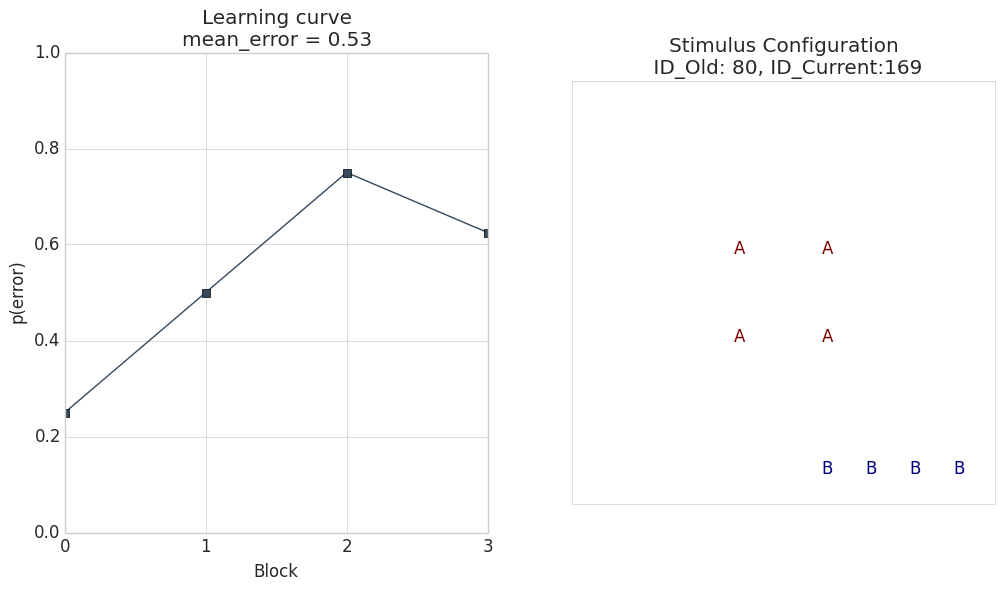 Learning curve
mean_error = 0.53
1.0
0.8
0.6
0.4
0.2
0.0
p(error)
0 1 2 3
Block
Stimulus Configuration
ID_Old: 80, ID_Current:169
A A
A A
B B B B